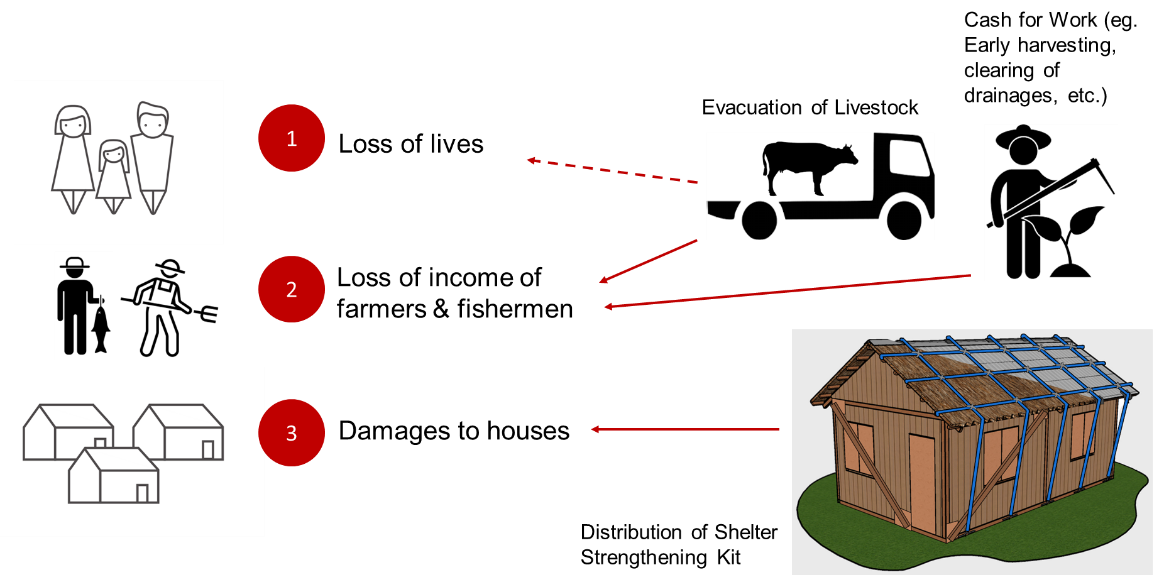 Cash for Work (eg.
Early harvesting,
clearing of
drainages, etc.)
Evacuation of Livestock
1
Loss of lives
2
Loss of income of
farmers & fishermen
3
Damages to houses
Distribution of Shelter
Strengthening Kit